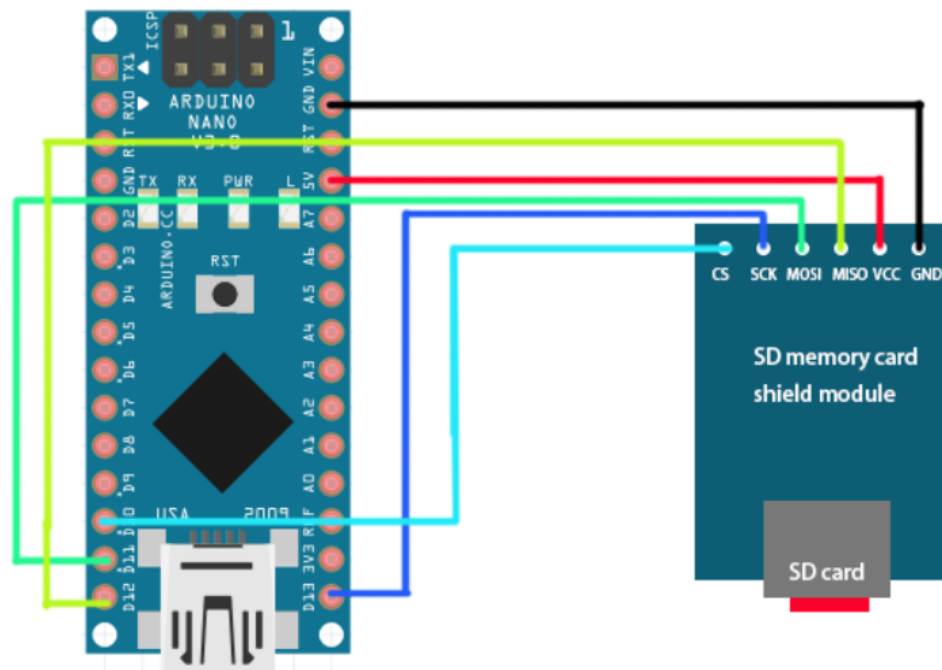 ICSP
1
TX1
VIN
RX0
GND
ARDUINO
NANO
V3.0
RST
RST
GND
5V
TX
RX
PWR
L
D2
A7
ARDUINO.CC
D3
A6
RST
D4
A5
D5
A4
D6
A3
D7
A2
D8
A1
D9
A0
D10
USA
2009
REF
D11
3V3
D12
D13
CS SCK MOSI MISO VCC GND
SD memory card
shield module
SD card